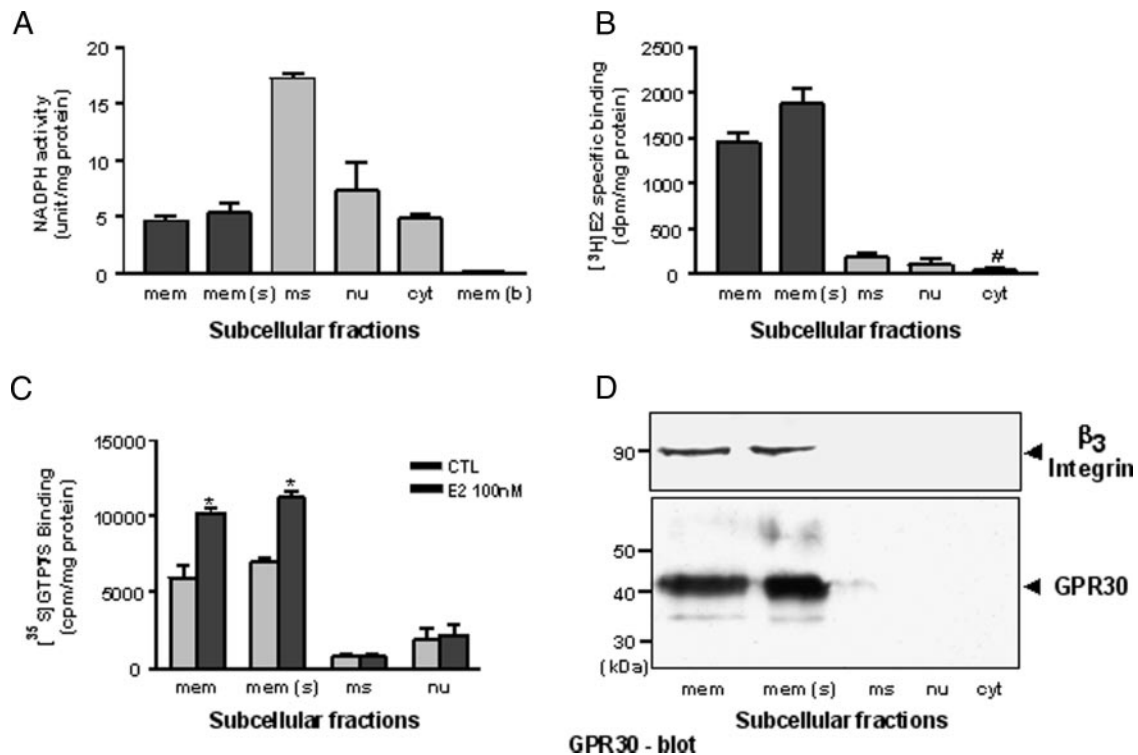 A
NADPH activity
(unit/mg protein)
20
15
10
5
0
mem mem(s) ms nu cyt mem(b)
Subcellular fractions
B
[³H]E2 specific binding
(dpm/mg protein)
2500
2000
1500
1000
500
0
#
mem mem(s) ms nu cyt
Subcellular fractions
C
[³⁵S]GTPγS Binding
(cpm/mg protein)
15000
10000
5000
0
* *
CTL
E2 100nM
mem mem(s) ms nu
Subcellular fractions
D
90
β3
Integrin
50
40
30
(kDa)
GPR30
mem mem(s) ms nu cyt
Subcellular fractions
GPR30 - blot